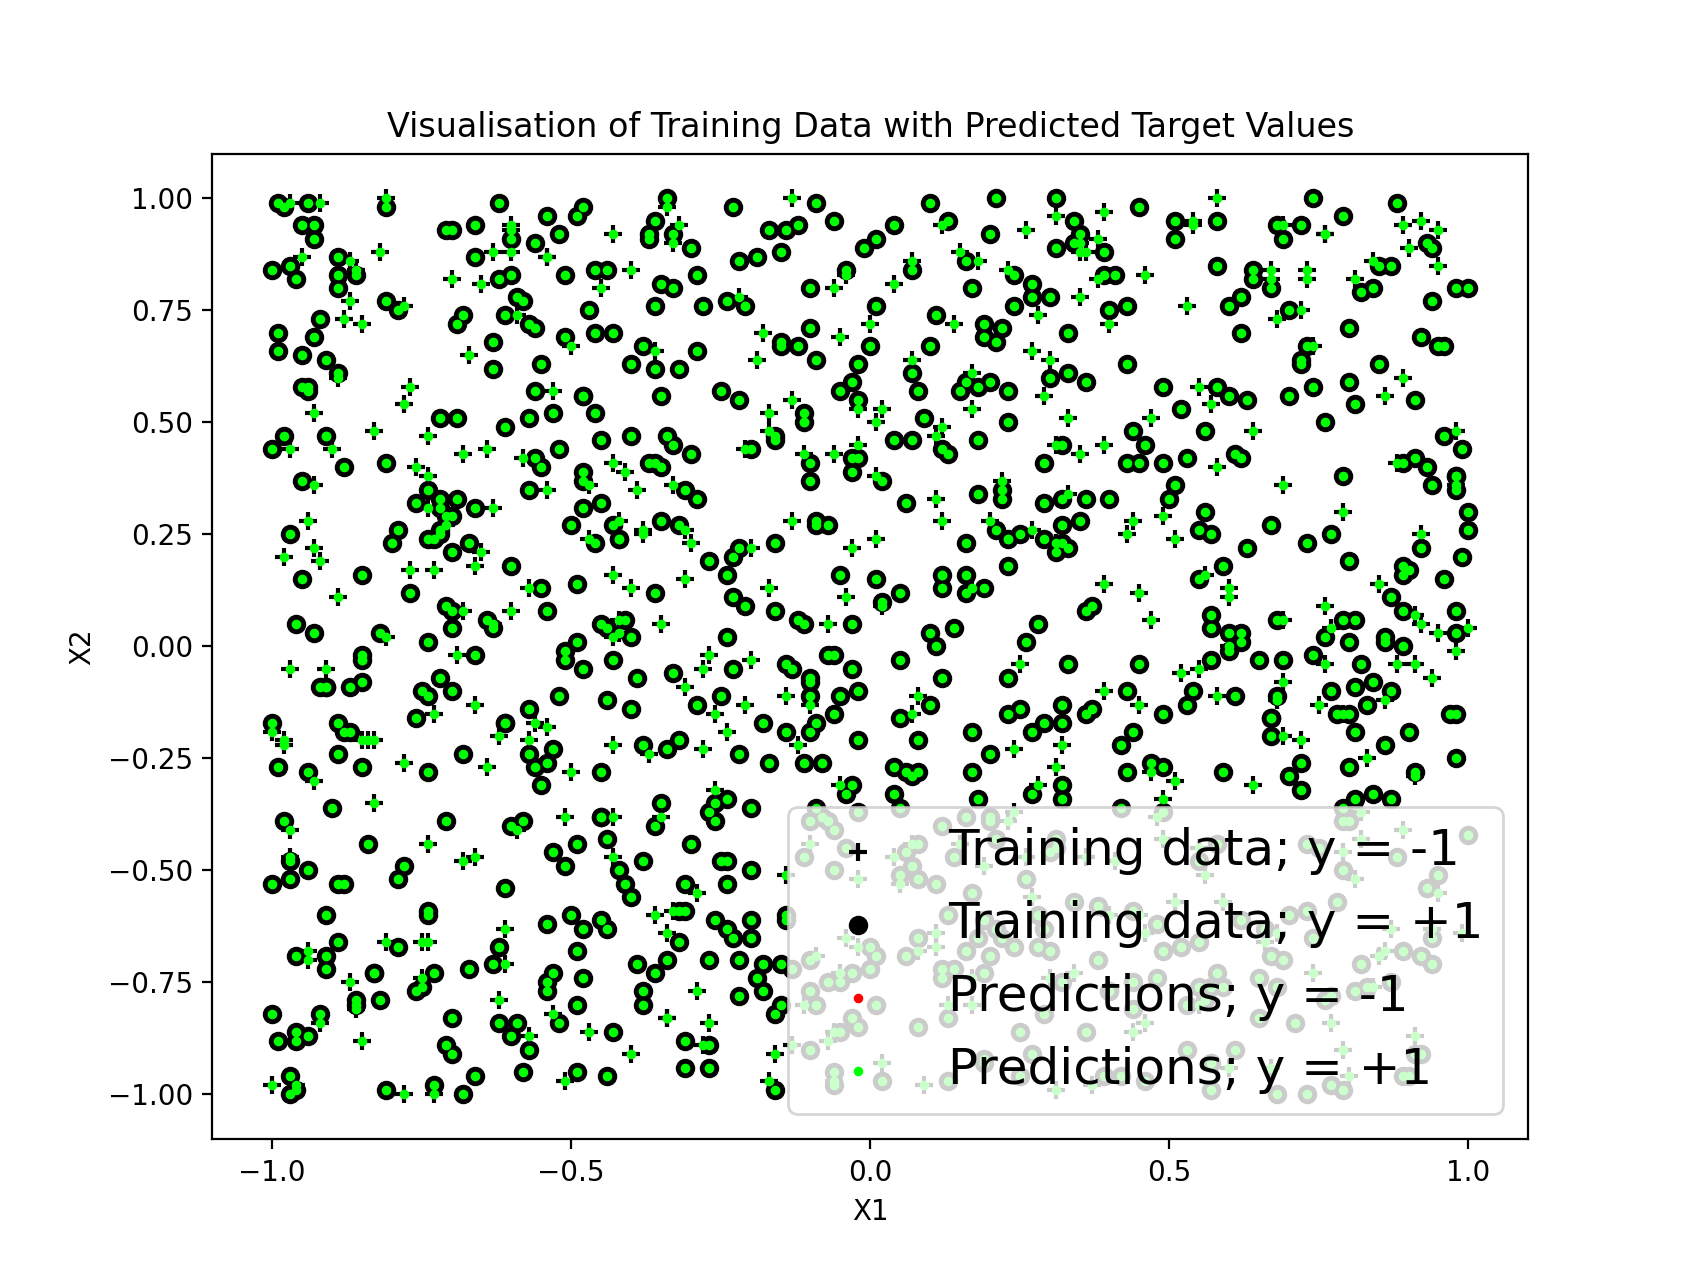 Visualisation of Training Data with Predicted Target Values
1.00
0.75
0.50
0.25
0.00
−0.25
−0.50
−0.75
−1.00
X2
Training data; y = -1
Training data; y = +1
Predictions; y = -1
Predictions; y = +1
−1.0 −0.5 0.0 0.5 1.0
X1